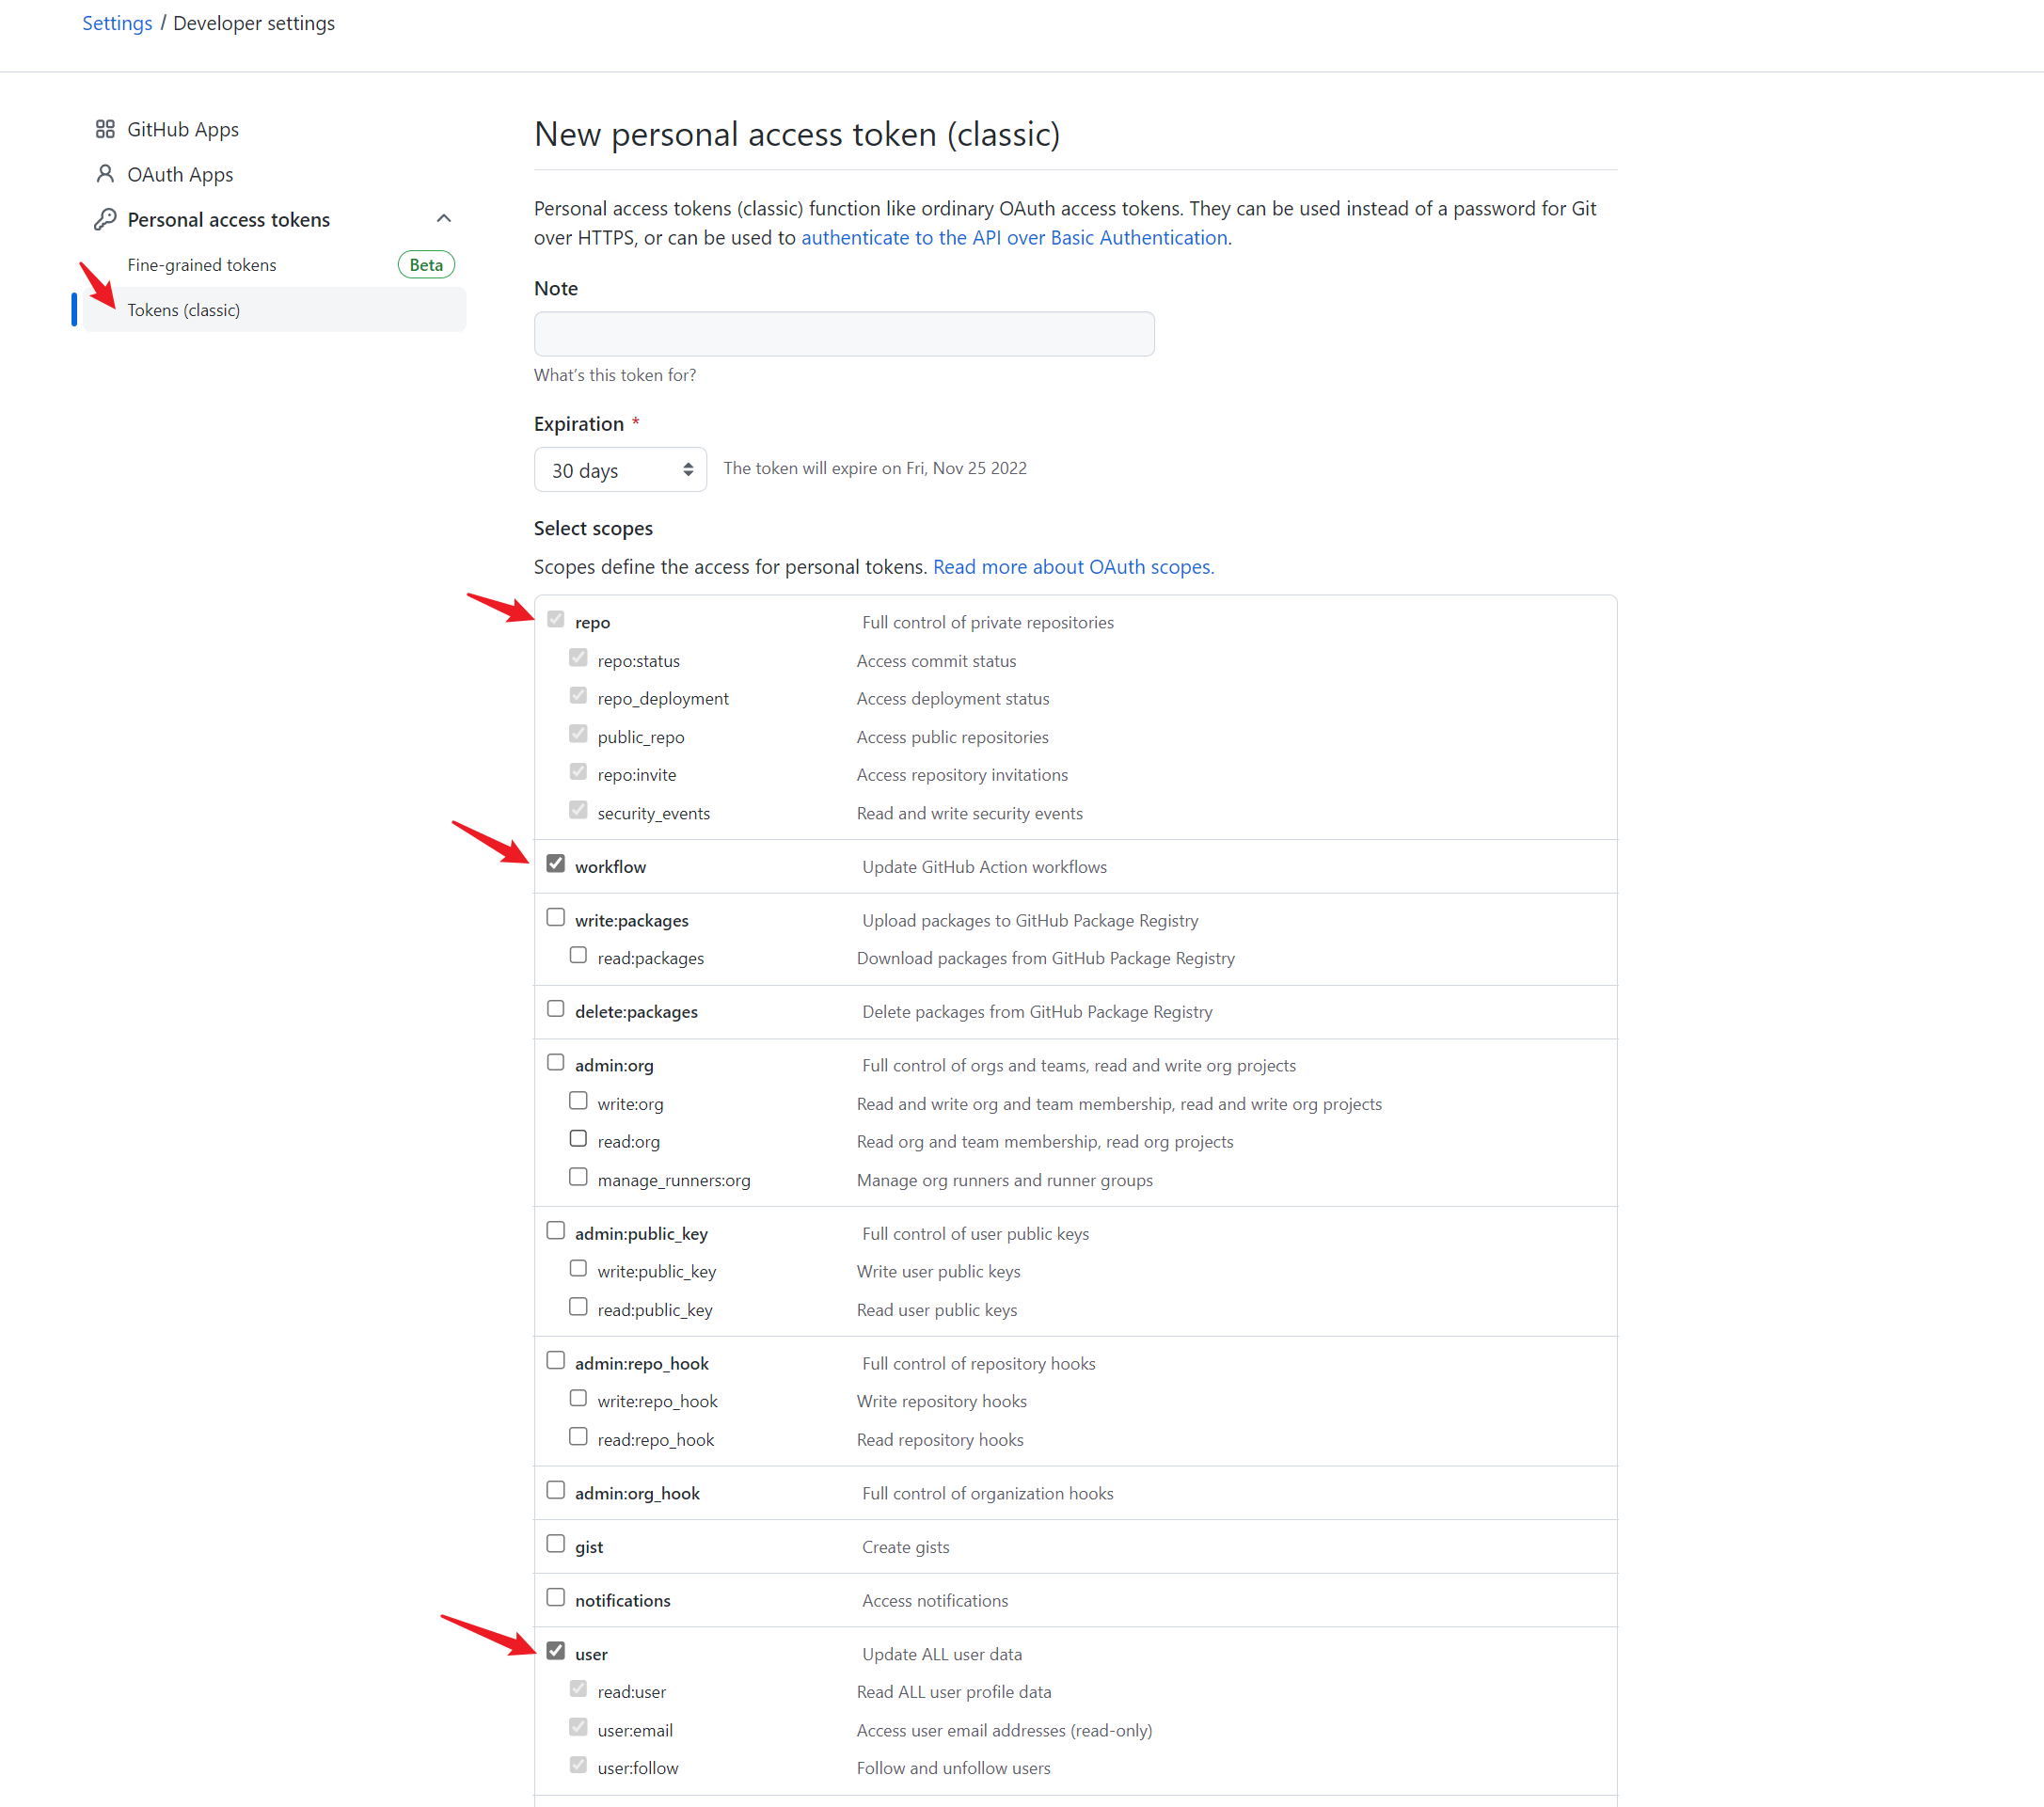 Settings / Developer settings
GitHub Apps
OAuth Apps
Personal access tokens
Fine-grained tokens Beta
Tokens (classic)
New personal access token (classic)
Personal access tokens (classic) function like ordinary OAuth access tokens. They can be used instead of a password for Git
over HTTPS, or can be used to authenticate to the API over Basic Authentication.
Note
What's this token for?
Expiration *
30 days The token will expire on Fri, Nov 25 2022
Select scopes
Scopes define the access for personal tokens. Read more about OAuth scopes.
repo Full control of private repositories
repo:status Access commit status
repo_deployment Access deployment status
public_repo Access public repositories
repo:invite Access repository invitations
security_events Read and write security events
workflow Update GitHub Action workflows
write:packages Upload packages to GitHub Package Registry
read:packages Download packages from GitHub Package Registry
delete:packages Delete packages from GitHub Package Registry
admin:org Full control of orgs and teams, read and write org projects
write:org Read and write org and team membership, read and write org projects
read:org Read org and team membership, read org projects
manage_runners:org Manage org runners and runner groups
admin:public_key Full control of user public keys
write:public_key Write user public keys
read:public_key Read user public keys
admin:repo_hook Full control of repository hooks
write:repo_hook Write repository hooks
read:repo_hook Read repository hooks
admin:org_hook Full control of organization hooks
gist Create gists
notifications Access notifications
user Update ALL user data
read:user Read ALL user profile data
user:email Access user email addresses (read-only)
user:follow Follow and unfollow users